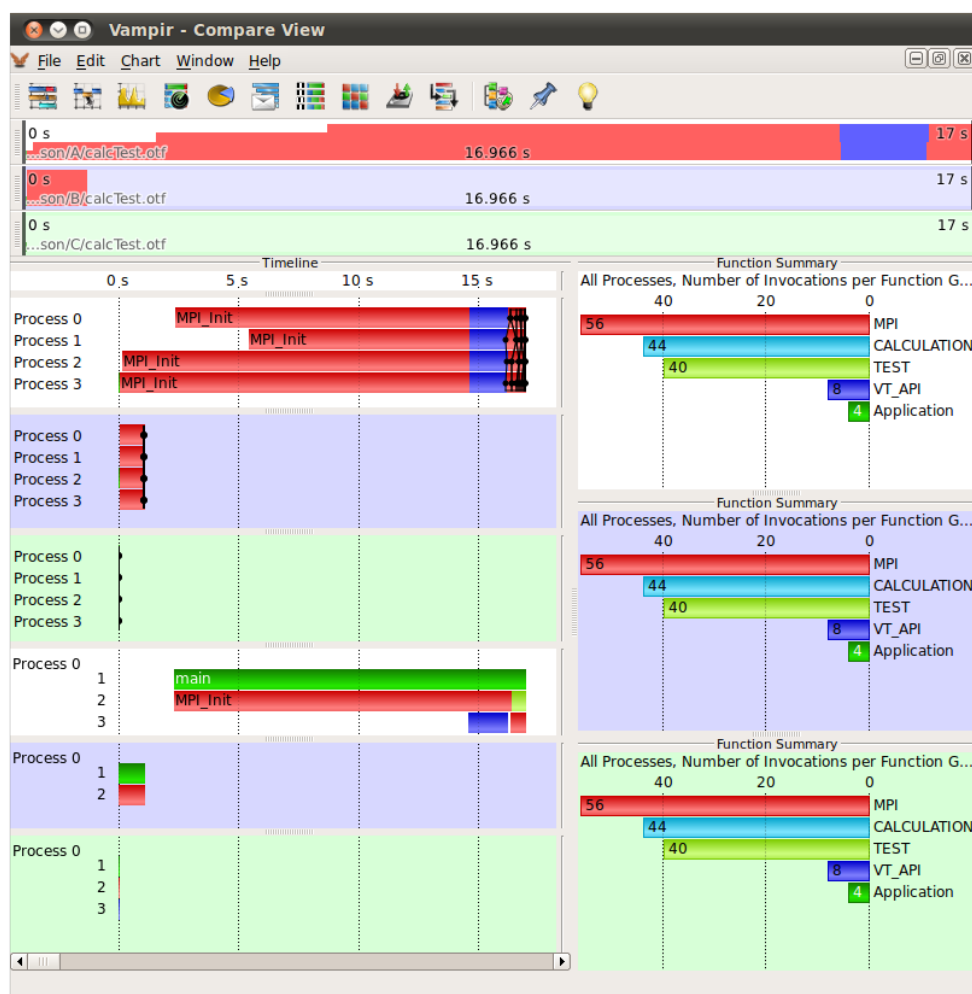 Vampir - Compare View
File Edit Chart Window Help
0 s 17 s
...son/A/calcTest.otf 16.966 s
0 s 17 s
...son/B/calcTest.otf 16.966 s
0 s 17 s
...son/C/calcTest.otf 16.966 s
Timeline
0 s 5 s 10 s 15 s
Process 0 MPI_Init
Process 1 MPI_Init
Process 2 MPI_Init
Process 3 MPI_Init
Process 0
Process 1
Process 2
Process 3
Process 0
Process 1
Process 2
Process 3
Process 0
1 main
2 MPI_Init
3
Process 0
1
2
Process 0
1
2
3
Function Summary
All Processes, Number of Invocations per Function G...
40 20 0
56 MPI
44 CALCULATION
40 TEST
8 VT_API
4 Application
Function Summary
All Processes, Number of Invocations per Function G...
40 20 0
56 MPI
44 CALCULATION
40 TEST
8 VT_API
4 Application
Function Summary
All Processes, Number of Invocations per Function G...
40 20 0
56 MPI
44 CALCULATION
40 TEST
8 VT_API
4 Application